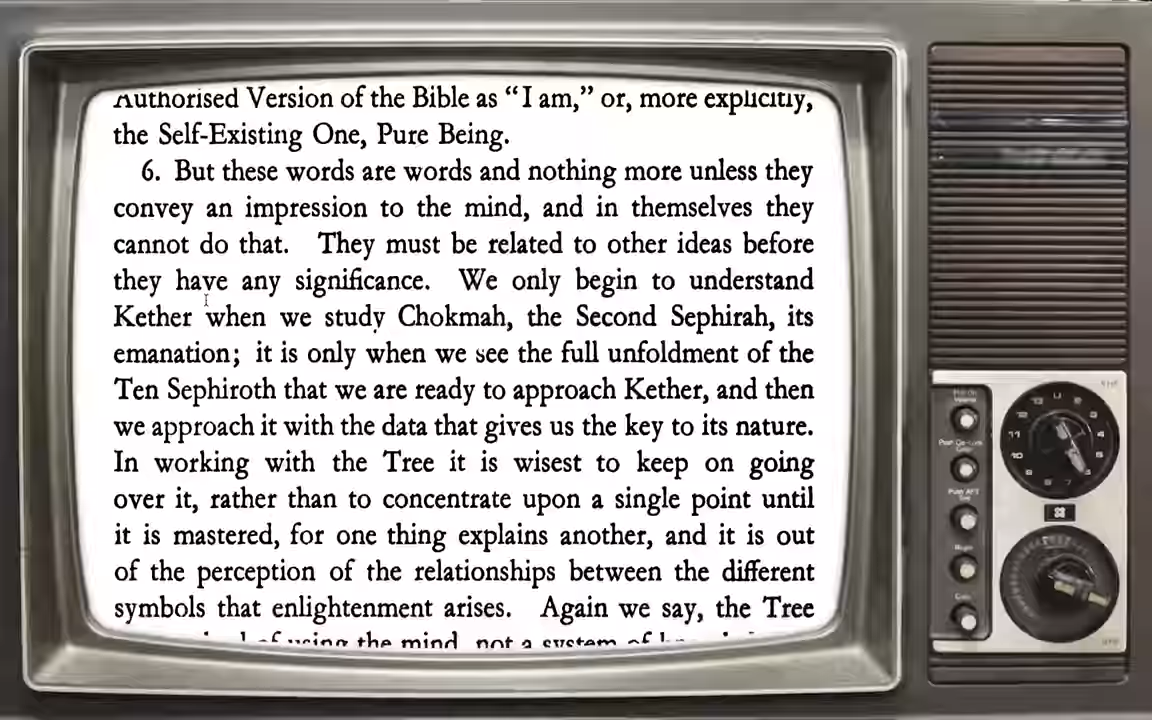 Authorised Version of the Bible as “I am,” or, more explicitly,
the Self-Existing One, Pure Being.
6. But these words are words and nothing more unless they
convey an impression to the mind, and in themselves they
cannot do that. They must be related to other ideas before
they have any significance. We only begin to understand
Kether when we study Chokmah, the Second Sephirah, its
emanation; it is only when we see the full unfoldment of the
Ten Sephiroth that we are ready to approach Kether, and then
we approach it with the data that gives us the key to its nature.
In working with the Tree it is wisest to keep on going
over it, rather than to concentrate upon a single point until
it is mastered, for one thing explains another, and it is out
of the perception of the relationships between the different
symbols that enlightenment arises. Again we say, the Tree
of using the mind, not a system of